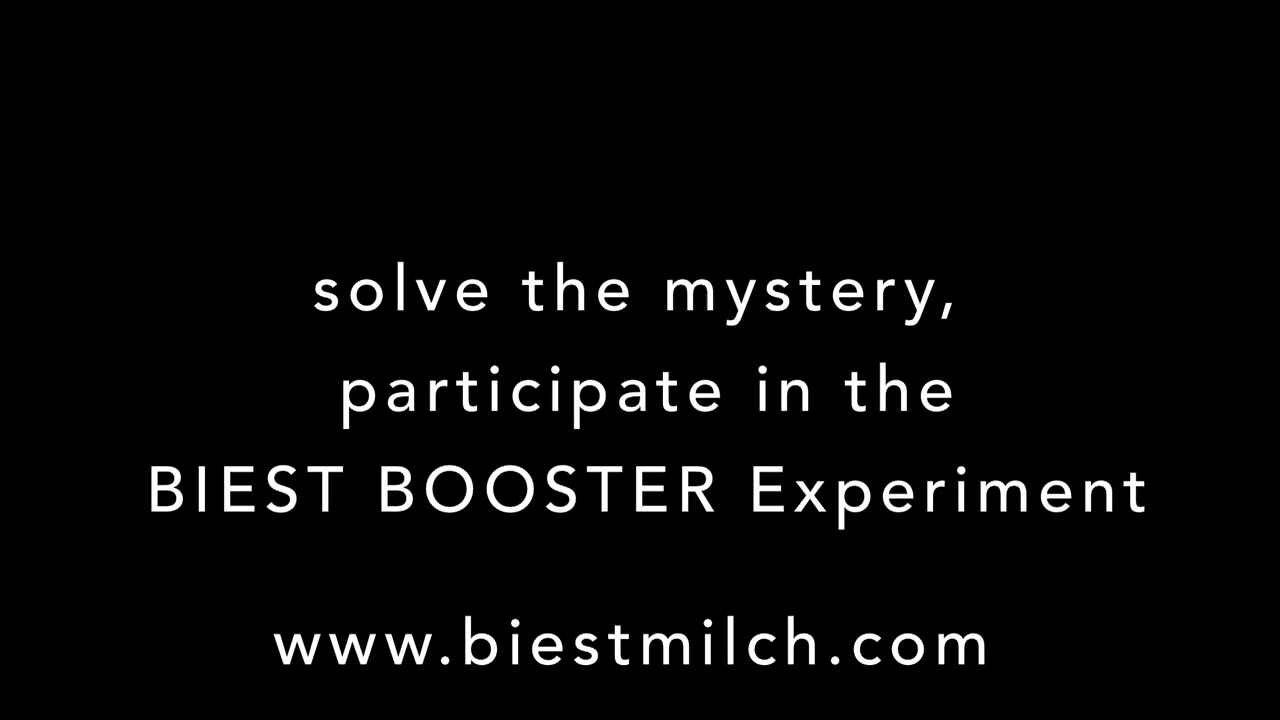 solve the mystery,
participate in the
BIEST BOOSTER Experiment
www.biestmilch.com